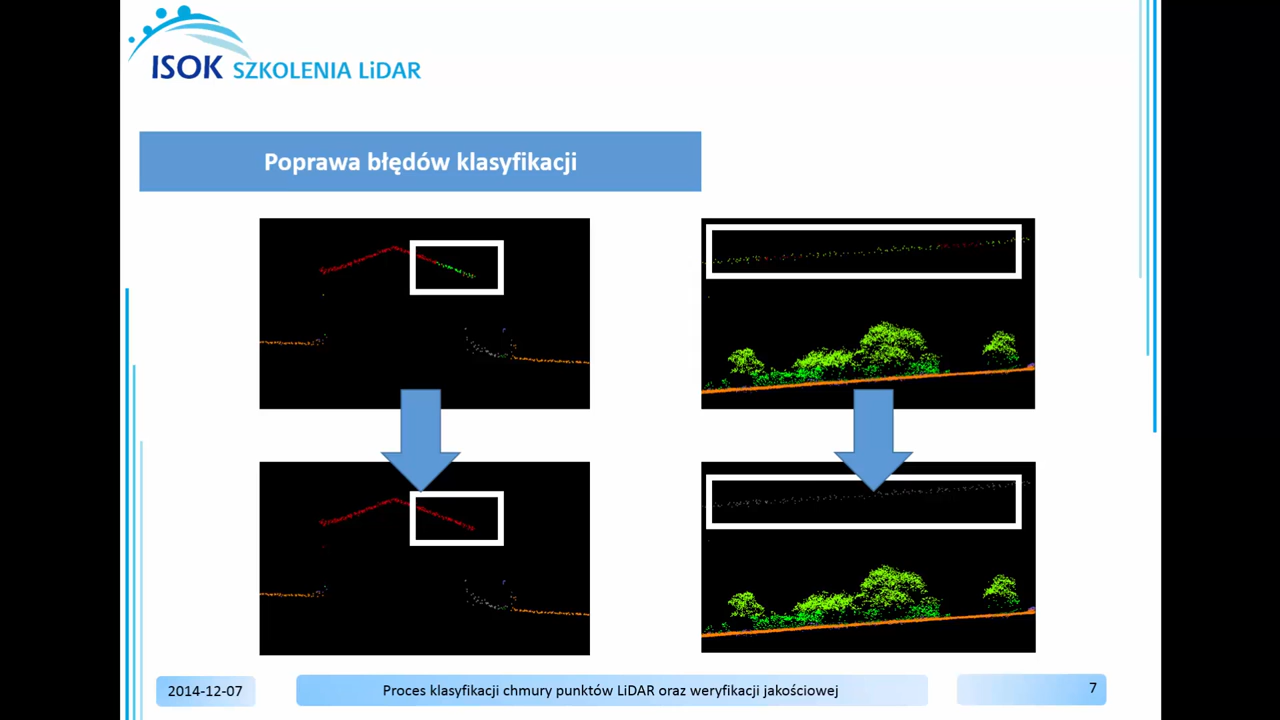 ISOK SZKOLENIA LiDAR
Poprawa błędów klasyfikacji
2014-12-07
Proces klasyfikacji chmury punktów LiDAR oraz weryfikacji jakościowej
7